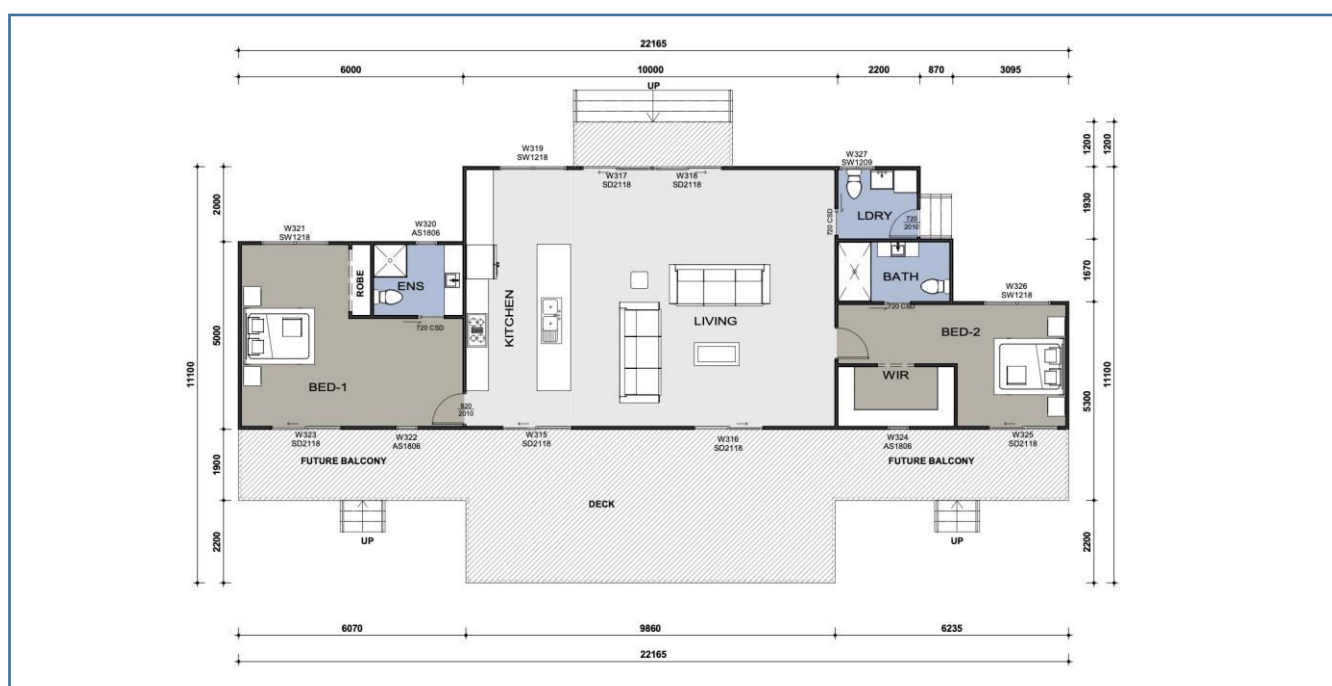 22165
6000
10000
2200
870
3095
UP
1200
1200
W319
SW1218
W317
SD2118
W318
SD2118
W327
SW1209
2000
1930
LDRY
720 CSD
720
2010
W321
SW1218
W320
AS1806
ROBE
ENS
720 CSD
BATH
1670
720 CSD
W326
SW1218
KITCHEN
LIVING
BED-2
5000
11100
11100
BED-1
WIR
5300
820
2010
W323
SD2118
W322
AS1806
W315
SD2118
W316
SD2118
W324
AS1806
W325
SD2118
1900
FUTURE BALCONY
FUTURE BALCONY
DECK
2200
UP
UP
2200
6070
9860
6235
22165